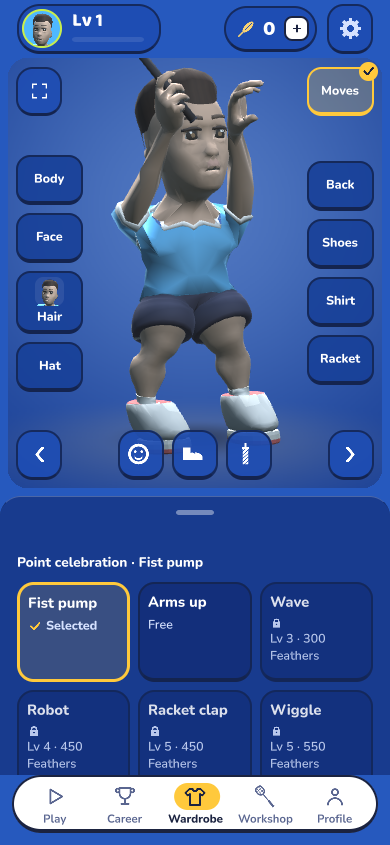 Lv 1
0
+
Moves
Body
Back
Face
Shoes
Hair
Shirt
Hat
Racket
Point celebration · Fist pump
Fist pump
Selected
Arms up
Free
Wave
Lv 3 · 300
Feathers
Robot
Lv 4 · 450
Feathers
Racket clap
Lv 5 · 450
Feathers
Wiggle
Lv 5 · 550
Feathers
Play
Career
Wardrobe
Workshop
Profile